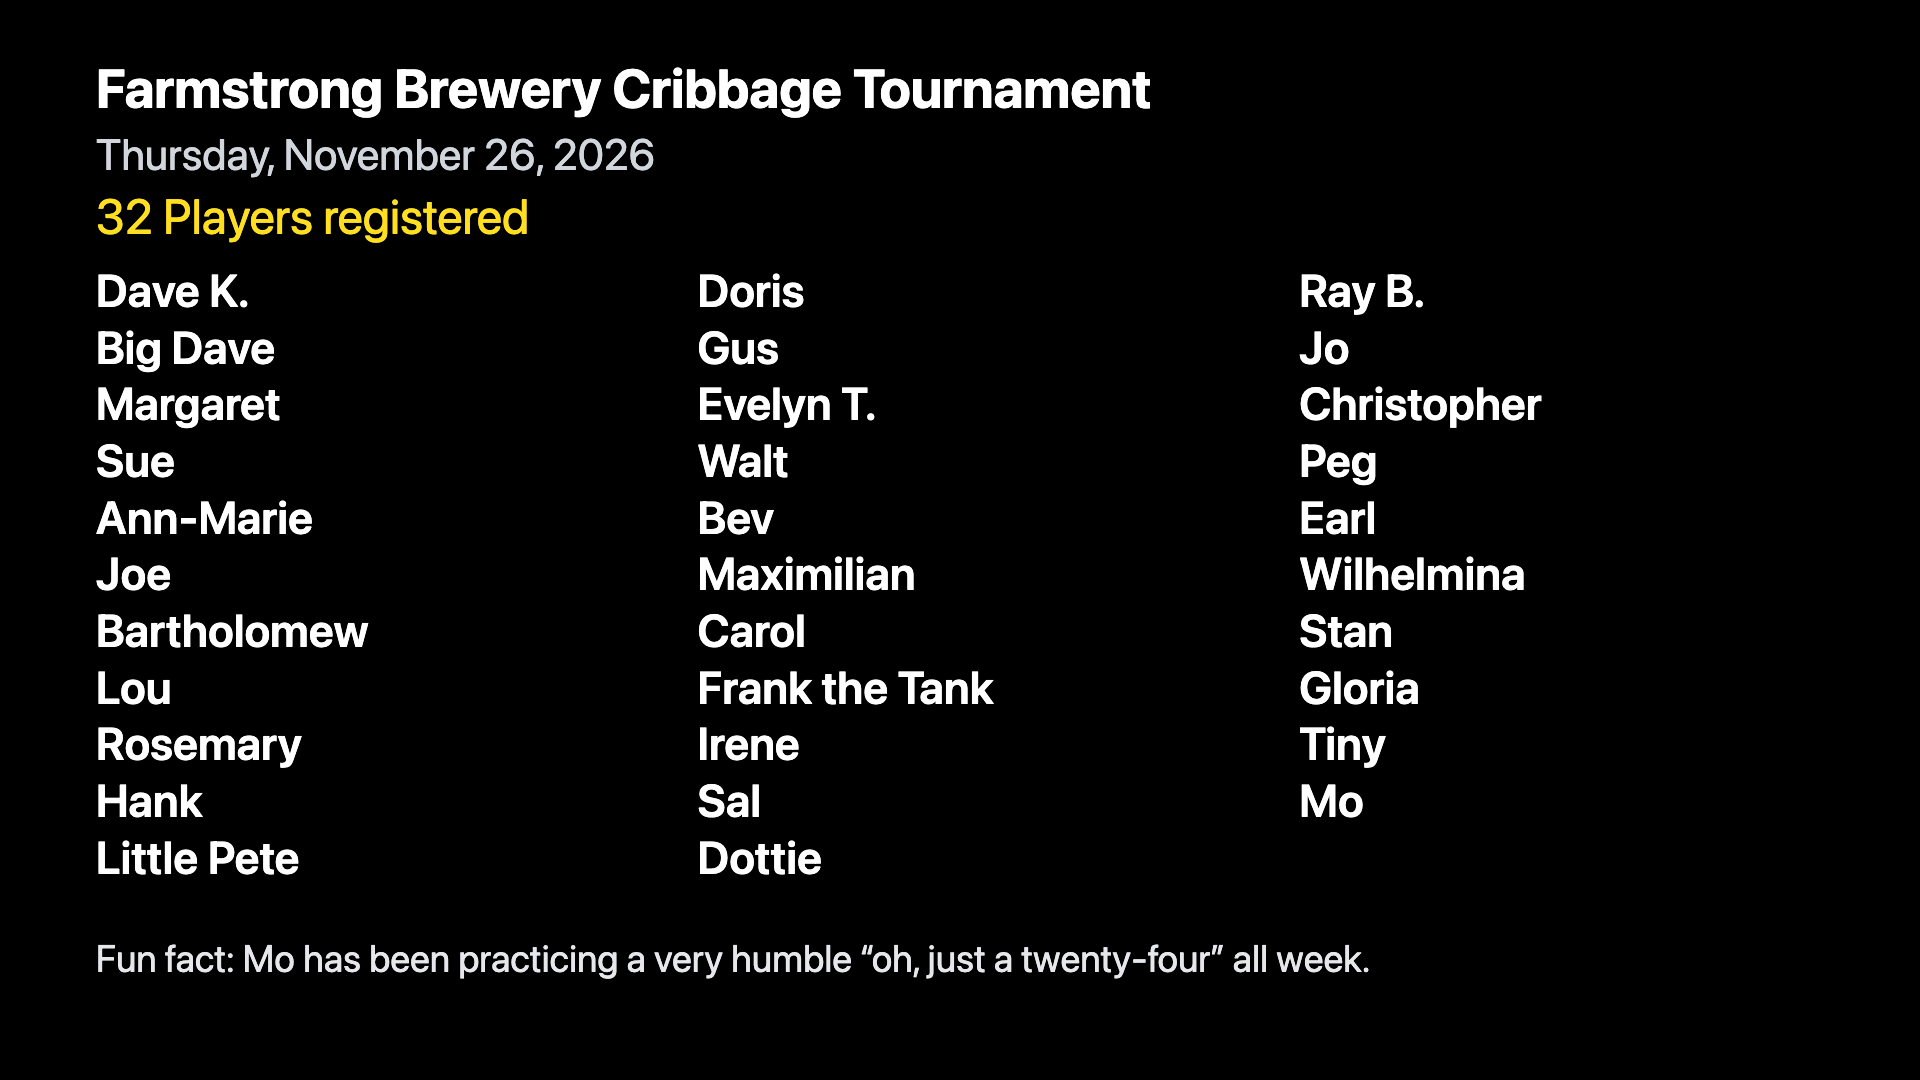 Farmstrong Brewery Cribbage Tournament
Thursday, November 26, 2026
32 Players registered
Dave K.
Big Dave
Margaret
Sue
Ann-Marie
Joe
Bartholomew
Lou
Rosemary
Hank
Little Pete
Doris
Gus
Evelyn T.
Walt
Bev
Maximilian
Carol
Frank the Tank
Irene
Sal
Dottie
Ray B.
Jo
Christopher
Peg
Earl
Wilhelmina
Stan
Gloria
Tiny
Mo
Fun fact: Mo has been practicing a very humble “oh, just a twenty-four” all week.